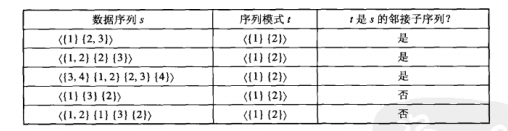 数据序列 s 序列模式 t t 是 s 的邻接子序列?
⟨{1} {2, 3}⟩ ⟨{1} {2}⟩ 是
⟨{1, 2} {2} {3}⟩ ⟨{1} {2}⟩ 是
⟨{3, 4} {1, 2} {2, 3} {4}⟩ ⟨{1} {2}⟩ 是
⟨{1} {3} {2}⟩ ⟨{1} {2}⟩ 否
⟨{1, 2} {1} {3} {2}⟩ ⟨{1} {2}⟩ 否